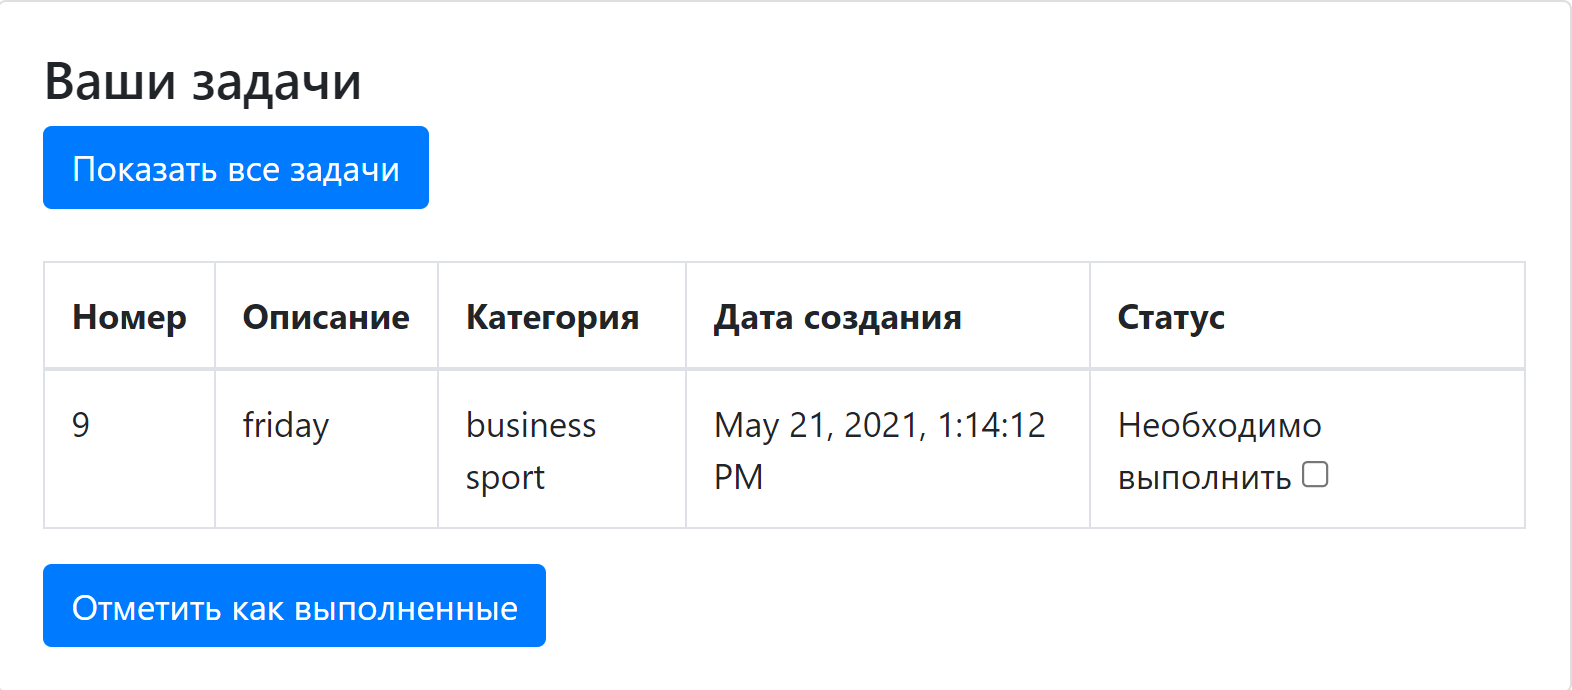 Ваши задачи
Показать все задачи
Номер Описание Категория Дата создания Статус
9 friday business May 21, 2021, 1:14:12 Необходимо
sport PM выполнить
Отметить как выполненные